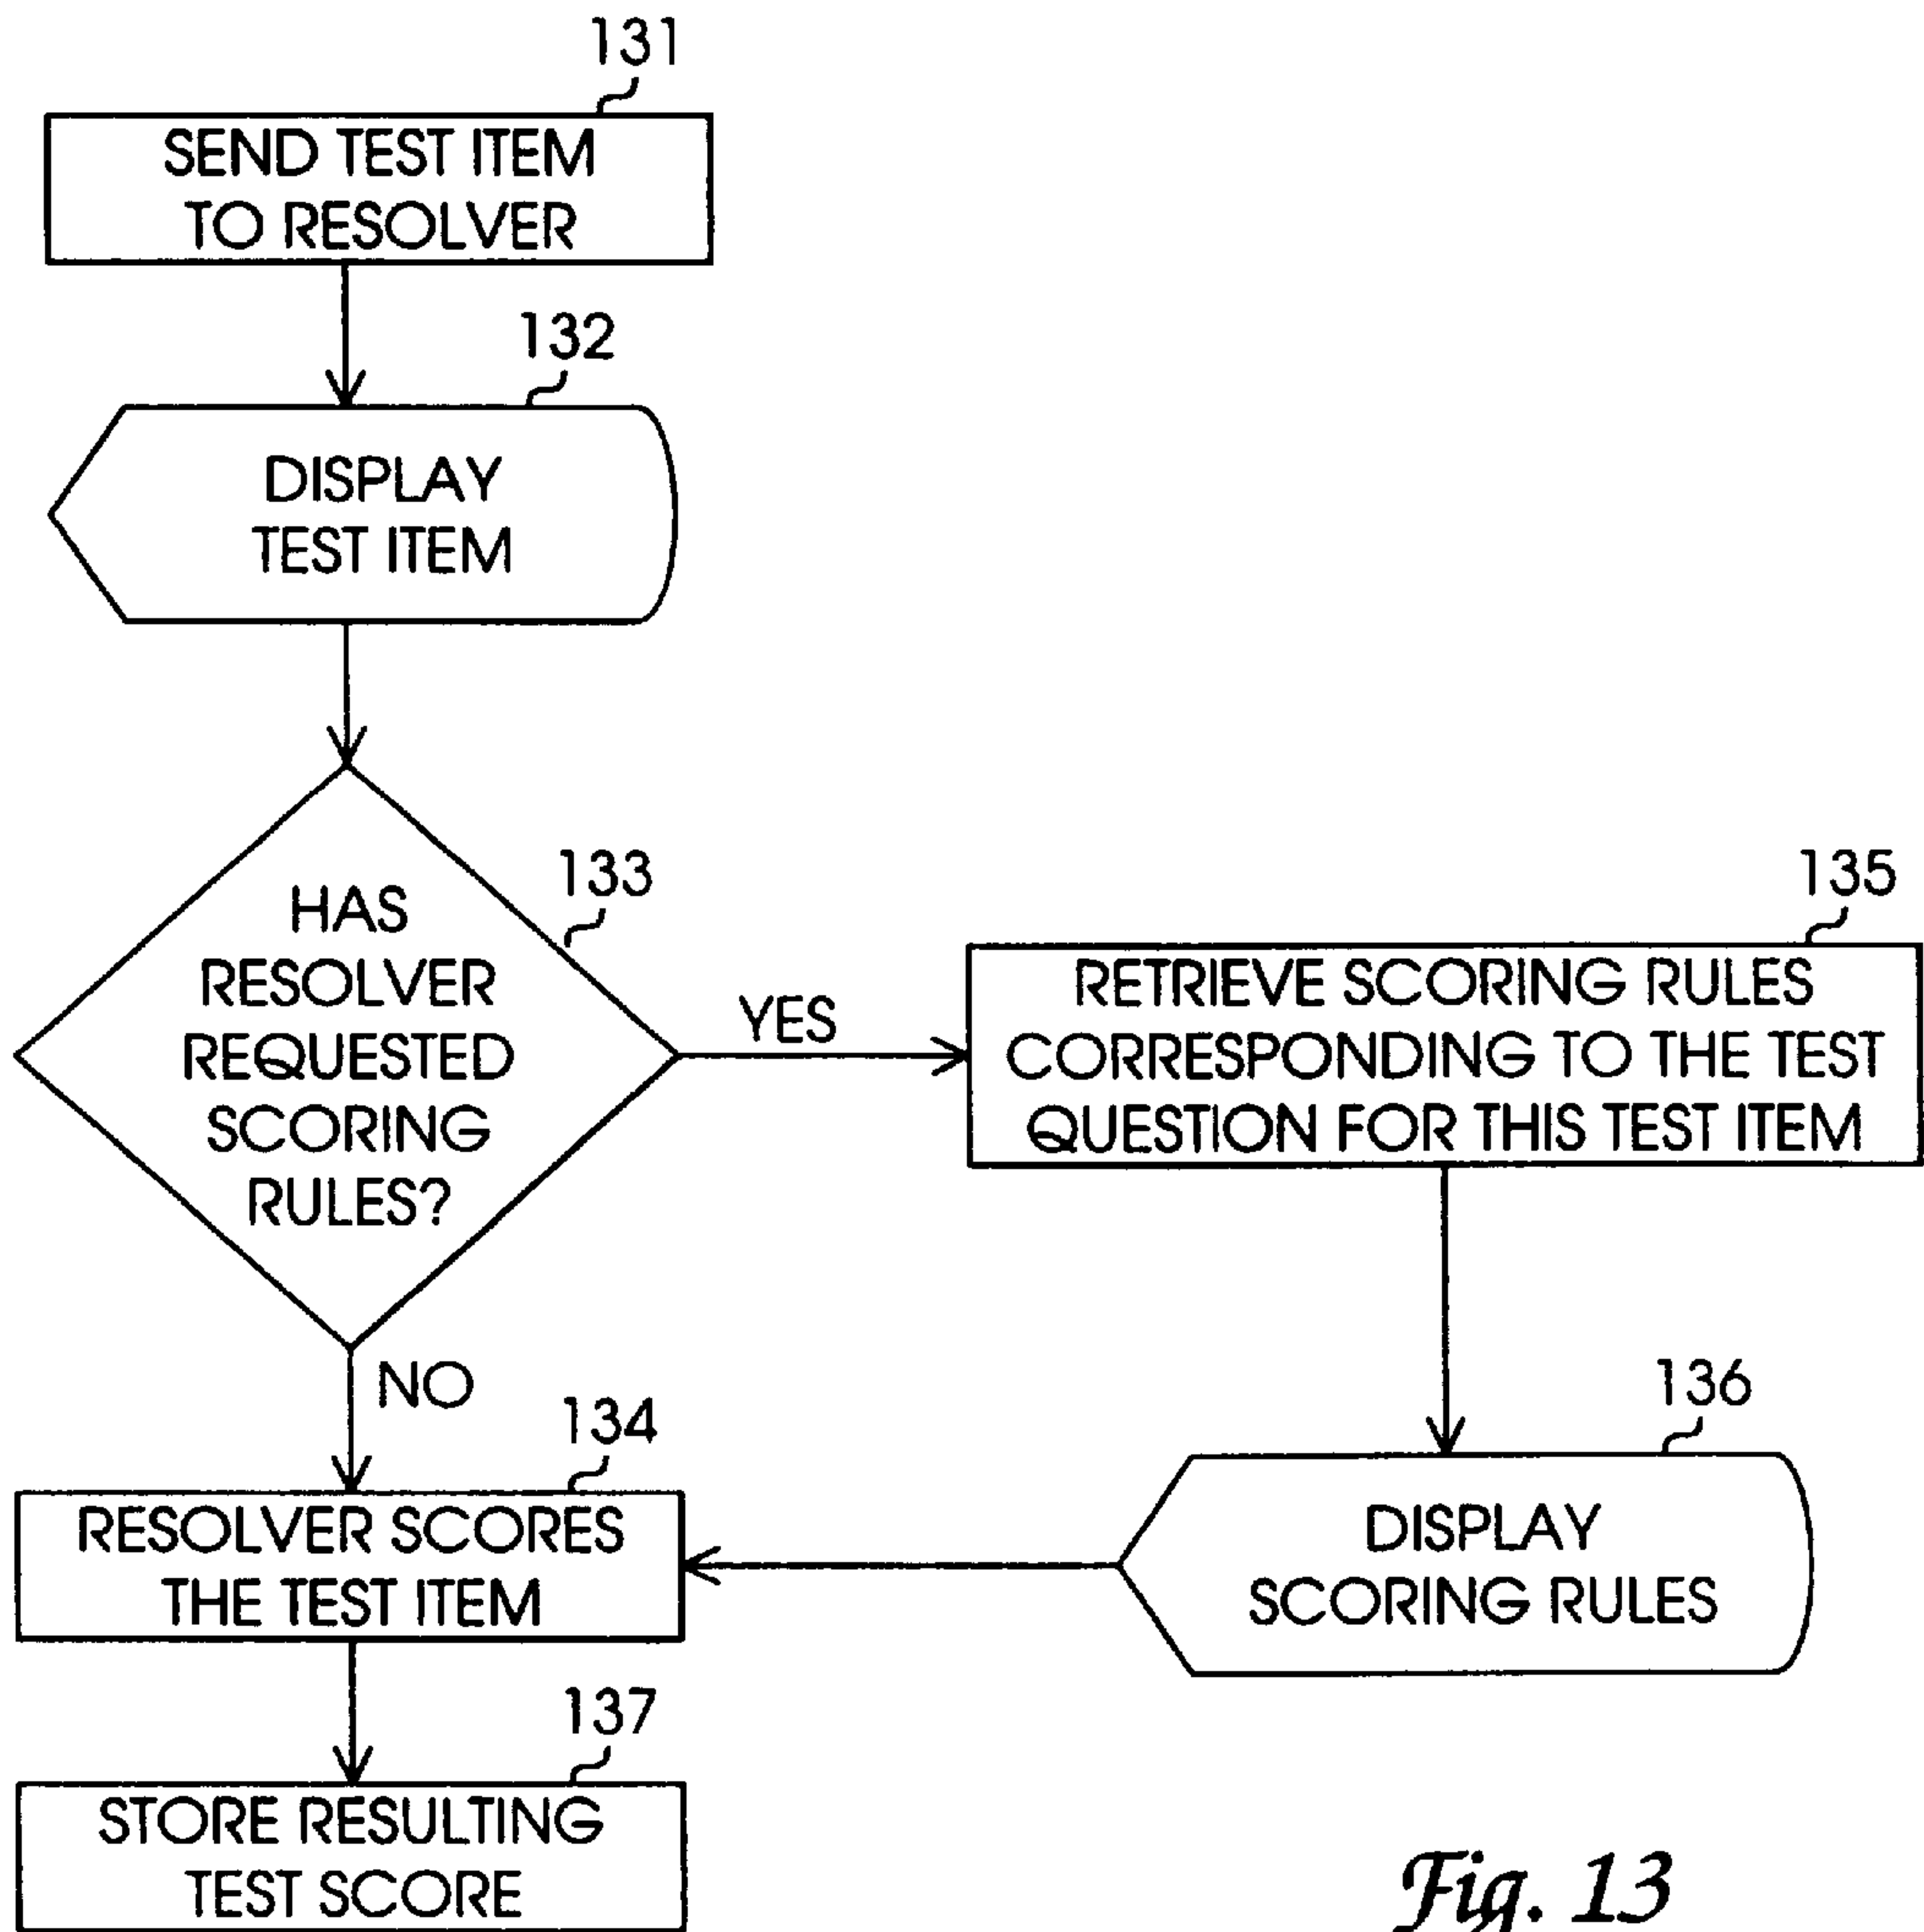 131
SEND TEST ITEM
TO RESOLVER
132
DISPLAY
TEST ITEM
133
HAS
RESOLVER
REQUESTED
SCORING
RULES?
YES
NO
135
RETRIEVE SCORING RULES
CORRESPONDING TO THE TEST
QUESTION FOR THIS TEST ITEM
136
DISPLAY
SCORING RULES
134
RESOLVER SCORES
THE TEST ITEM
137
STORE RESULTING
TEST SCORE
Fig. 13